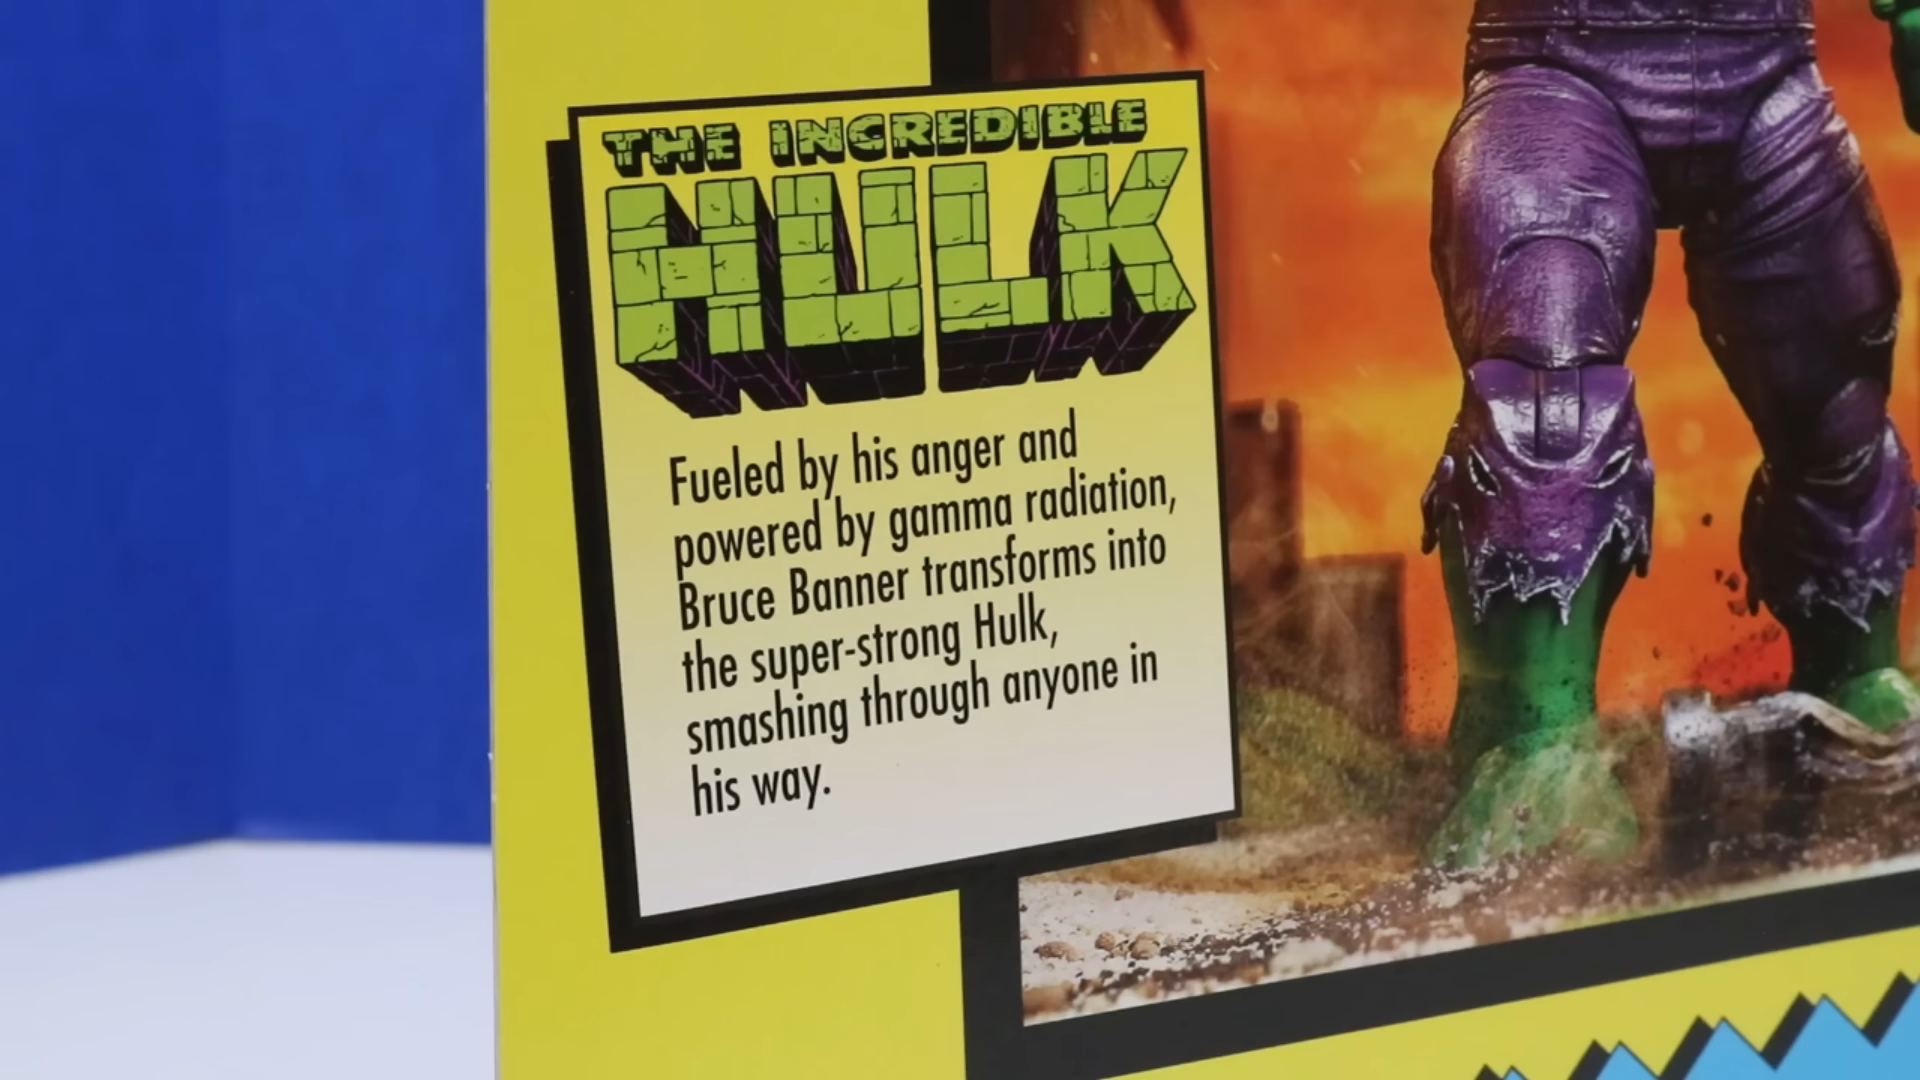 THE INCREDIBLE
HULK
Fueled by his anger and
powered by gamma radiation,
Bruce Banner transforms into
the super-strong Hulk,
smashing through anyone in
his way.